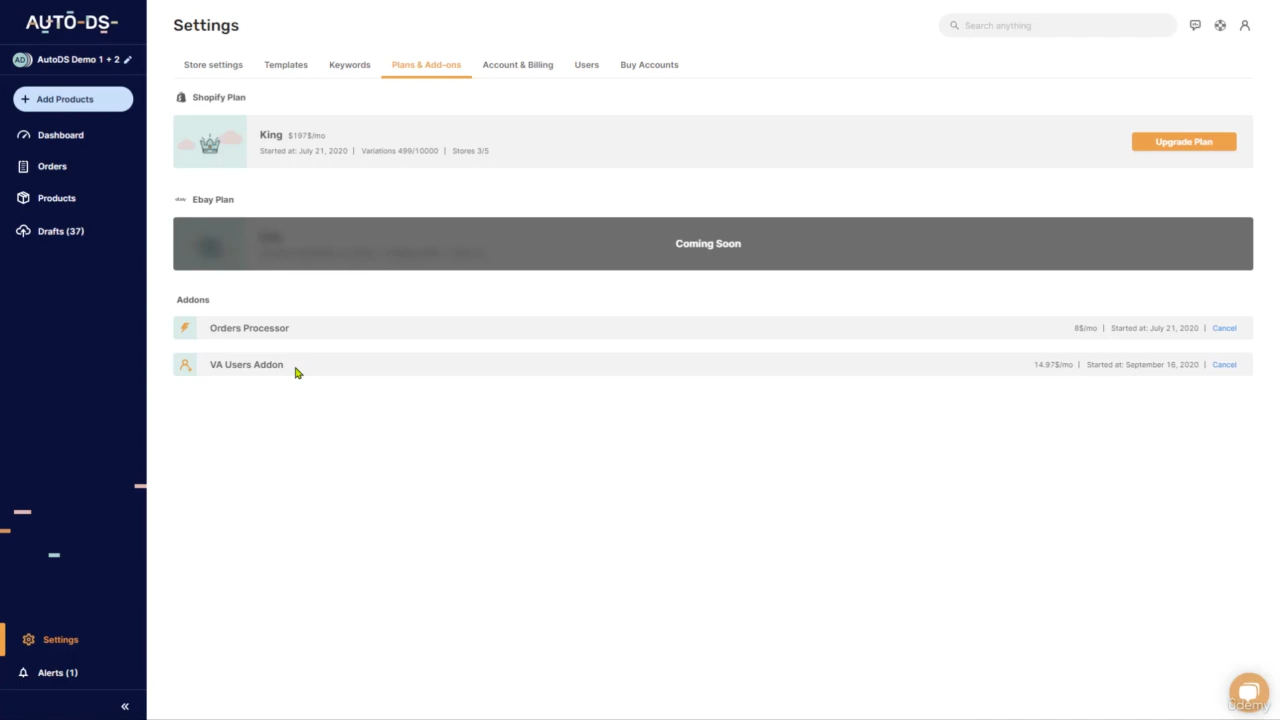 AUTO-DS-
Settings
Search anything
AD
AutoDS Demo 1 + 2
Store settings
Templates
Keywords
Plans & Add-ons
Account & Billing
Users
Buy Accounts
+ Add Products
Shopify Plan
Dashboard
King $197$/mo
Upgrade Plan
Started at: July 21, 2020 | Variations 499/10000 | Stores 3/5
Orders
Products
ebay Ebay Plan
Drafts (37)
Coming Soon
Addons
Orders Processor
8$/mo | Started at: July 21, 2020 | Cancel
VA Users Addon
14.97$/mo | Started at: September 16, 2020 | Cancel
Settings
Alerts (1)
«
Udemy